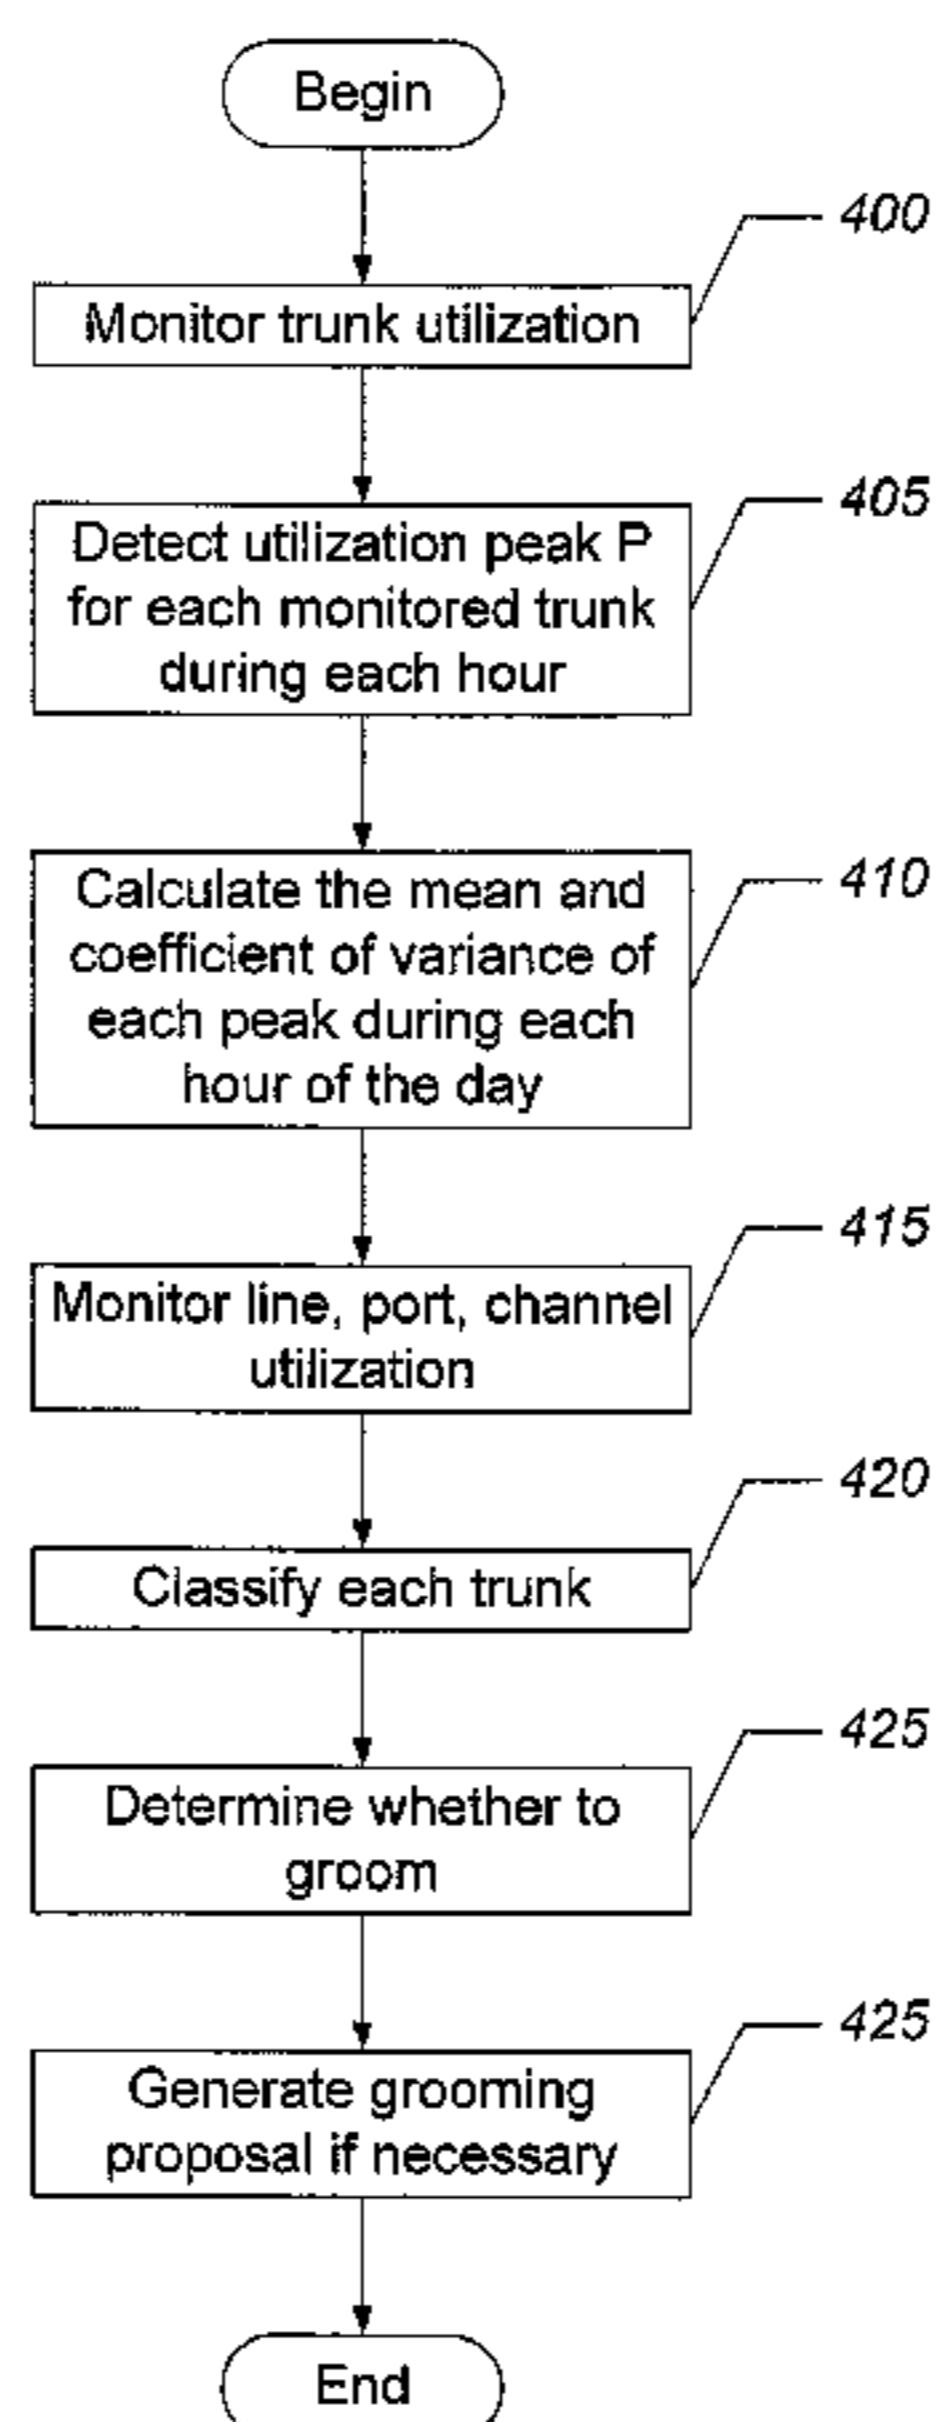 Begin
400
Monitor trunk utilization
405
Detect utilization peak P
for each monitored trunk
during each hour
410
Calculate the mean and
coefficient of variance of
each peak during each
hour of the day
415
Monitor line, port, channel
utilization
420
Classify each trunk
425
Determine whether to
groom
425
Generate grooming
proposal if necessary
End